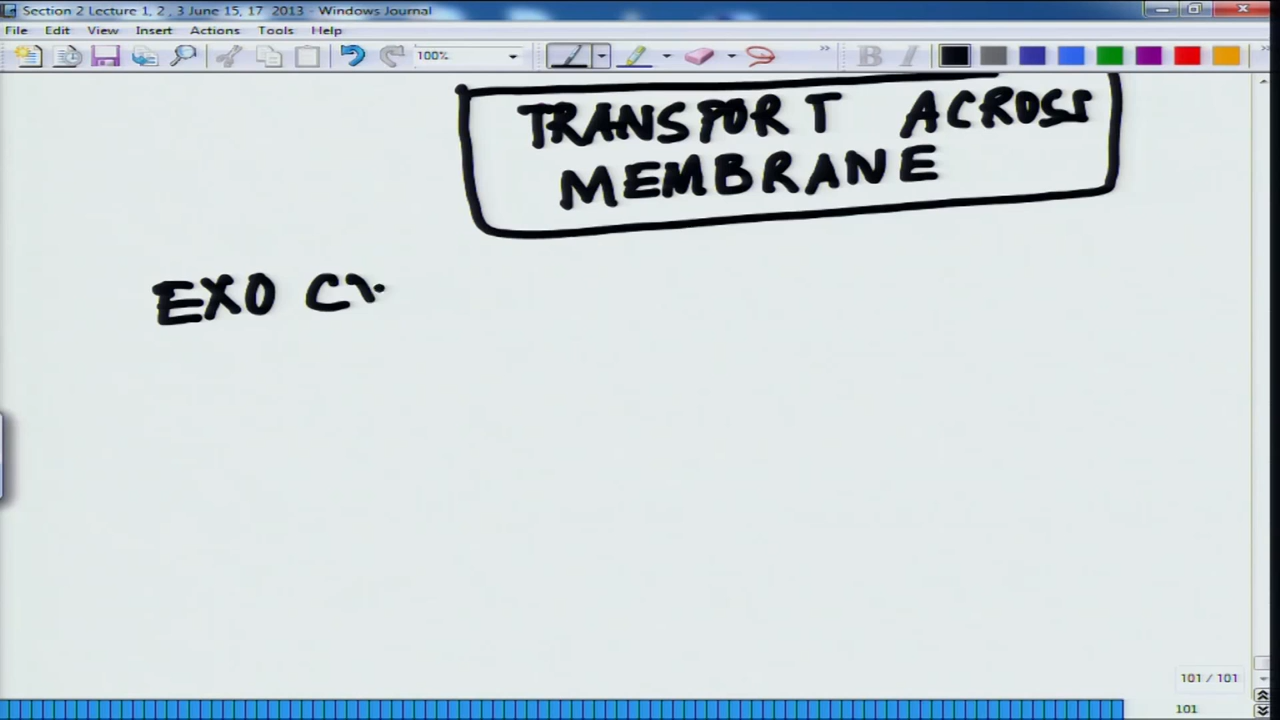 Section 2 Lecture 1, 2 , 3 June 15, 17 2013 - Windows Journal
File Edit View Insert Actions Tools Help
100% B I
TRANSPORT ACROSS
MEMBRANE
EXO
101 / 101
101